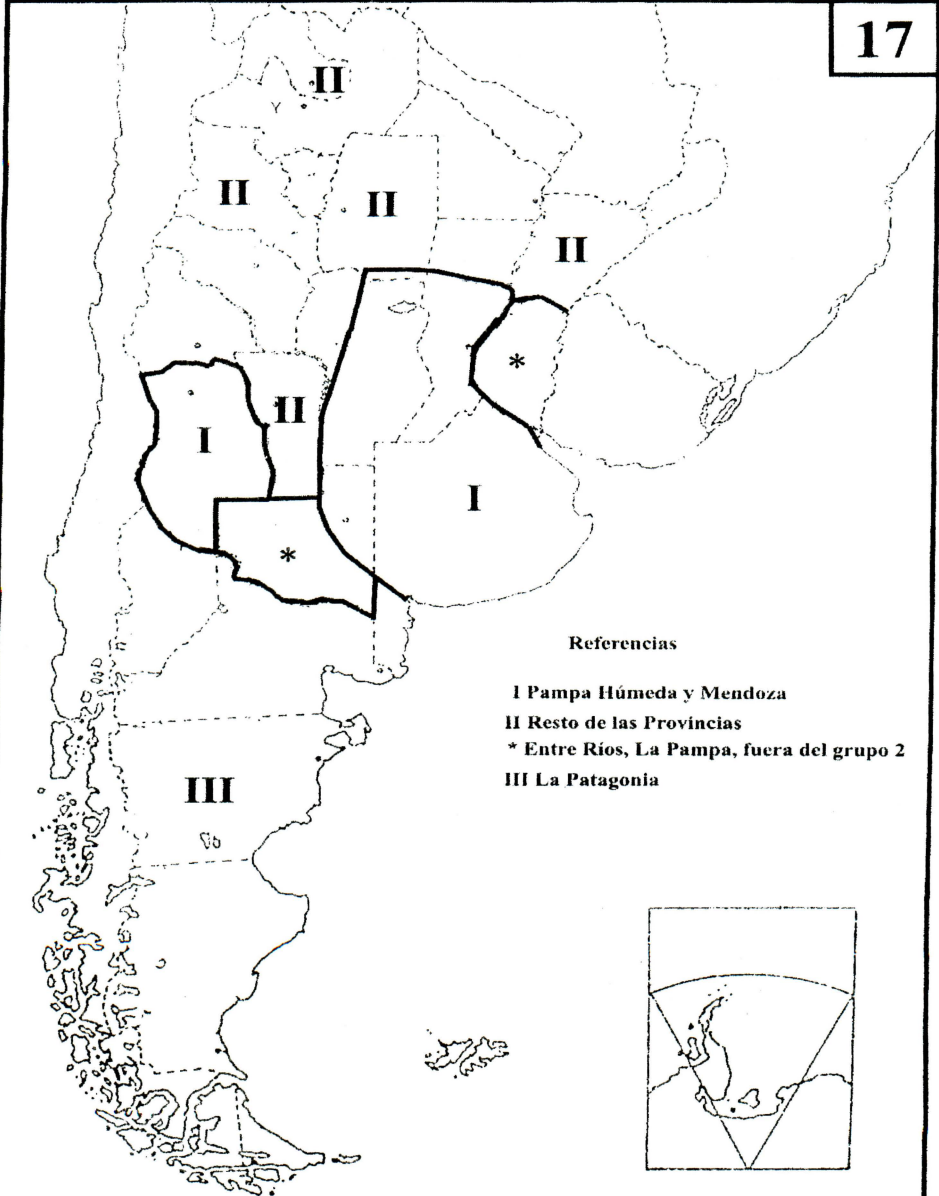 17
II
II
II
II
II
I
*
I
*
Referencias
I Pampa Húmeda y Mendoza
II Resto de las Provincias
* Entre Ríos, La Pampa, fuera del grupo 2
III La Patagonia
III